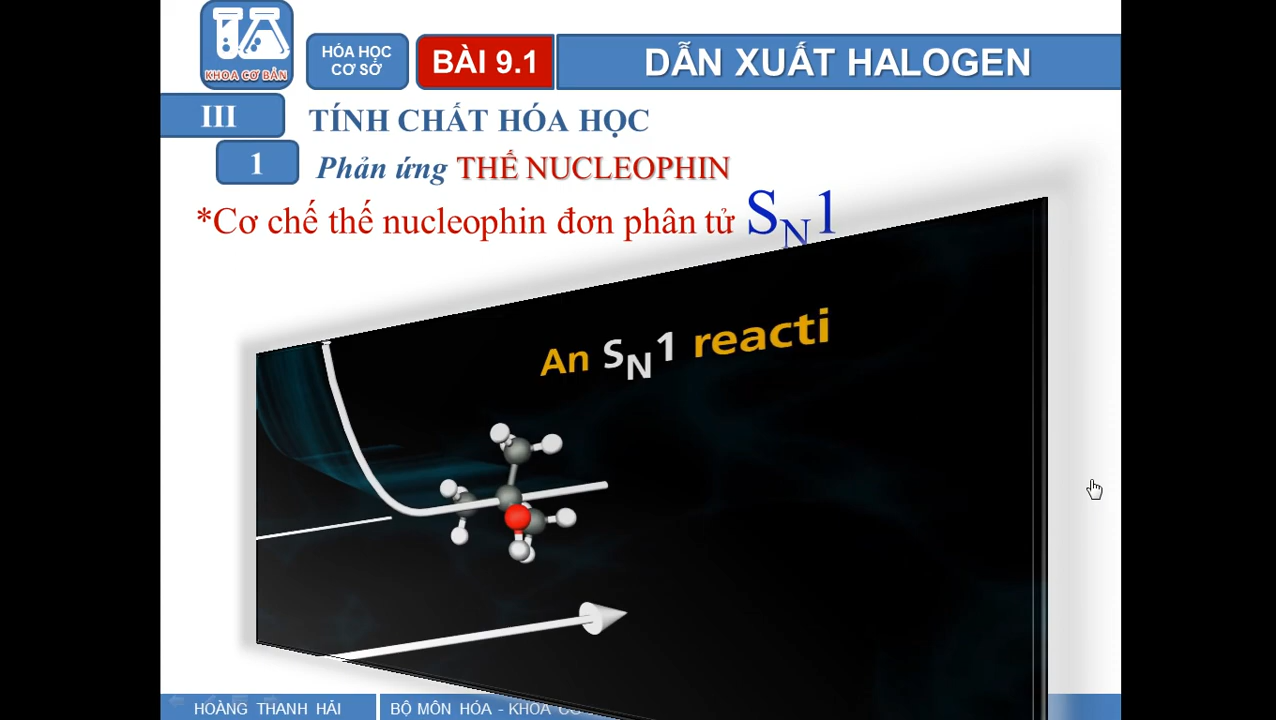 KHOA CƠ BẢN
HÓA HỌC
CƠ SỞ
BÀI 9.1
DẪN XUẤT HALOGEN
III
TÍNH CHẤT HÓA HỌC
1
Phản ứng THẾ NUCLEOPHIN
*Cơ chế thế nucleophin đơn phân tử SN1
An SN1 reacti
HOÀNG THANH HẢI
BỘ MÔN HÓA - KHOA